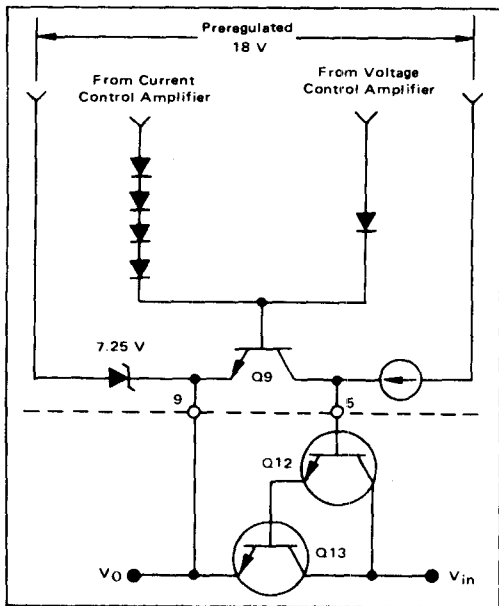 Preregulated
18 V
From Current
Control Amplifier
From Voltage
Control Amplifier
7.25 V
Q9
9
5
Q12
Q13
VO
Vin